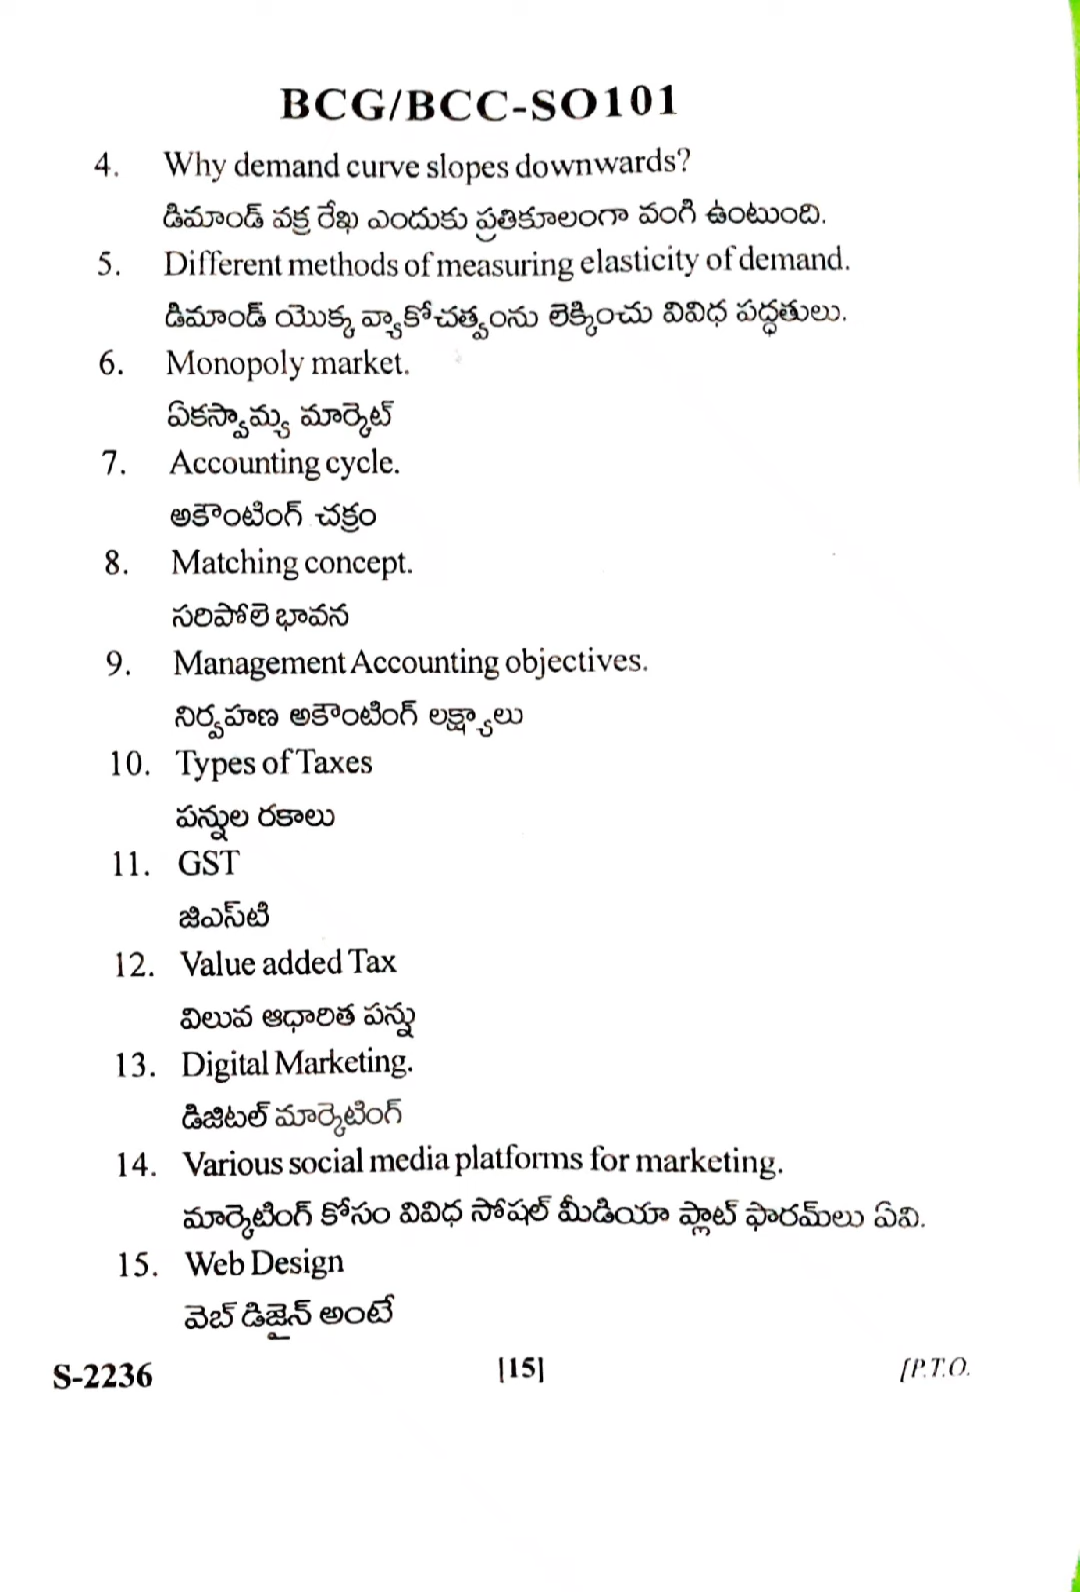 BCG/BCC-SO101
4. Why demand curve slopes downwards?
డిమాండ్ వక్ర రేఖ ఎందుకు ప్రతికూలంగా వంగి ఉంటుంది.
5. Different methods of measuring elasticity of demand.
డిమాండ్ యొక్క వ్యాకోచత్వంను లెక్కించు వివిధ పద్ధతులు.
6. Monopoly market.
ఏకస్వామ్య మార్కెట్
7. Accounting cycle.
అకౌంటింగ్ చక్రం
8. Matching concept.
సరిపోలె భావన
9. Management Accounting objectives.
నిర్వహణ అకౌంటింగ్ లక్ష్యాలు
10. Types of Taxes
పన్నుల రకాలు
11. GST
జిఎస్‌టి
12. Value added Tax
విలువ ఆధారిత పన్ను
13. Digital Marketing.
డిజిటల్ మార్కెటింగ్
14. Various social media platforms for marketing.
మార్కెటింగ్ కోసం వివిధ సోషల్ మీడియా ప్లాట్ ఫారమ్‌లు ఏవి.
15. Web Design
వెబ్ డిజైన్ అంటే
S-2236 [15] [P.T.O.